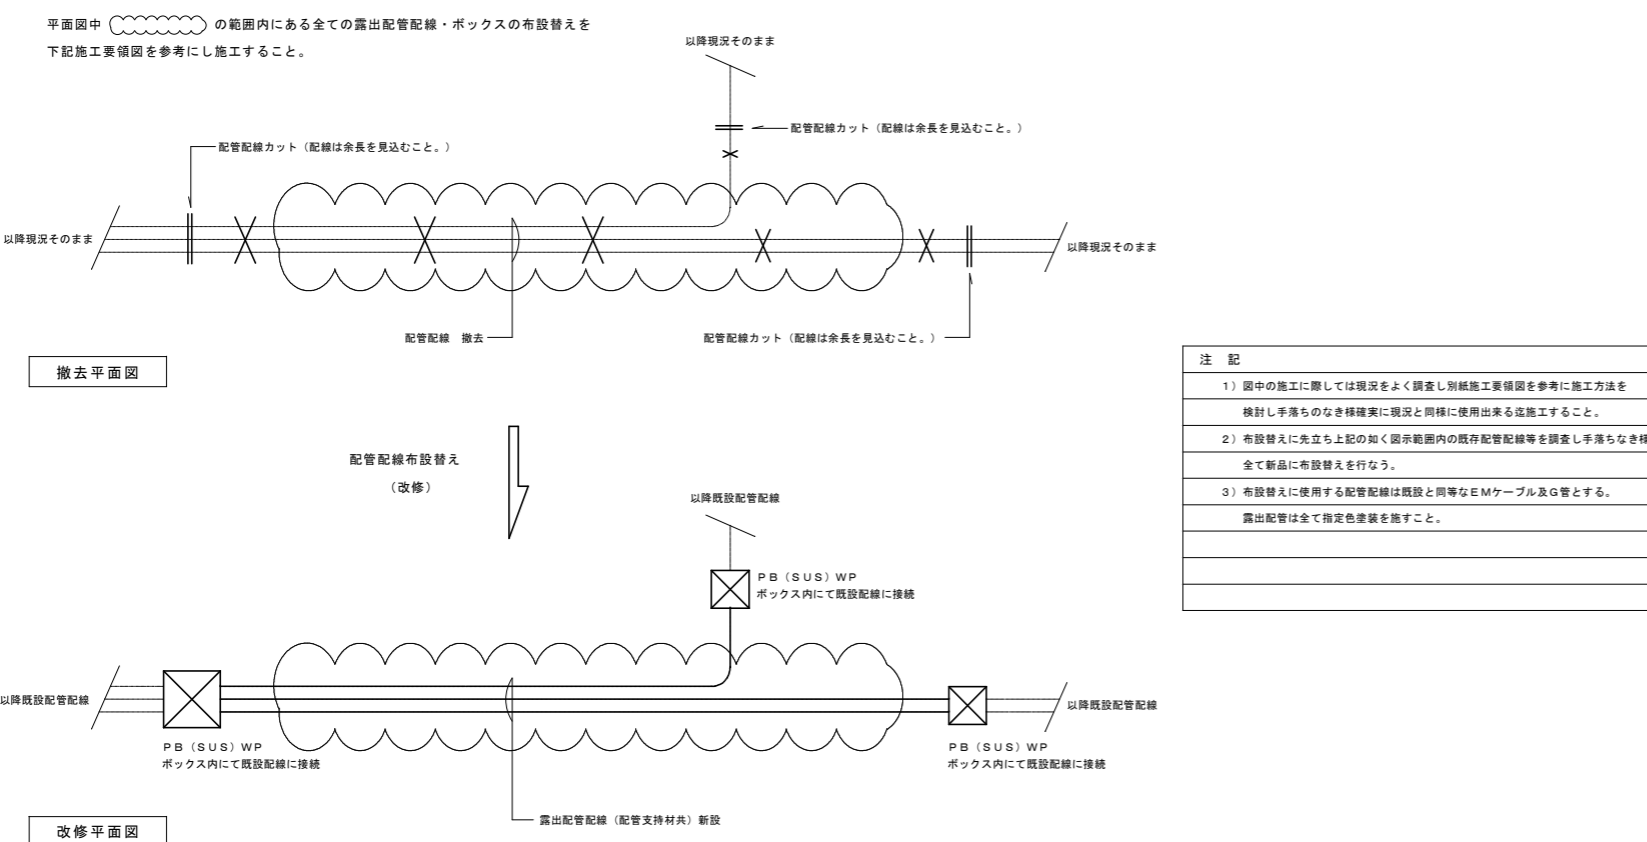 平面図中 の範囲内にある全ての露出配管配線・ボックスの布設替えを
下記施工要領図を参考にし施工すること。
以降現況そのまま
配管配線カット(配線は余長を見込むこと。)
配管配線カット(配線は余長を見込むこと。)
以降現況そのまま
以降現況そのまま
配管配線 撤去
配管配線カット(配線は余長を見込むこと。)
撤去平面図
注 記
1)図中の施工に際しては現況をよく調査し別紙施工要領図を参考に施工方法を
検討し手落ちのなき様確実に現況と同様に使用出来る迄施工すること。
2)布設替えに先立ち上記の如く図示範囲内の既存配管配線等を調査し手落ちなき様
全て新品に布設替えを行なう。
3)布設替えに使用する配管配線は既設と同等なEMケーブル及G管とする。
露出配管は全て指定色塗装を施すこと。
配管配線布設替え
(改修)
以降既設配管配線
PB(SUS)WP
ボックス内にて既設配線に接続
以降既設配管配線
以降既設配管配線
PB(SUS)WP
ボックス内にて既設配線に接続
PB(SUS)WP
ボックス内にて既設配線に接続
露出配管配線(配管支持材共)新設
改修平面図